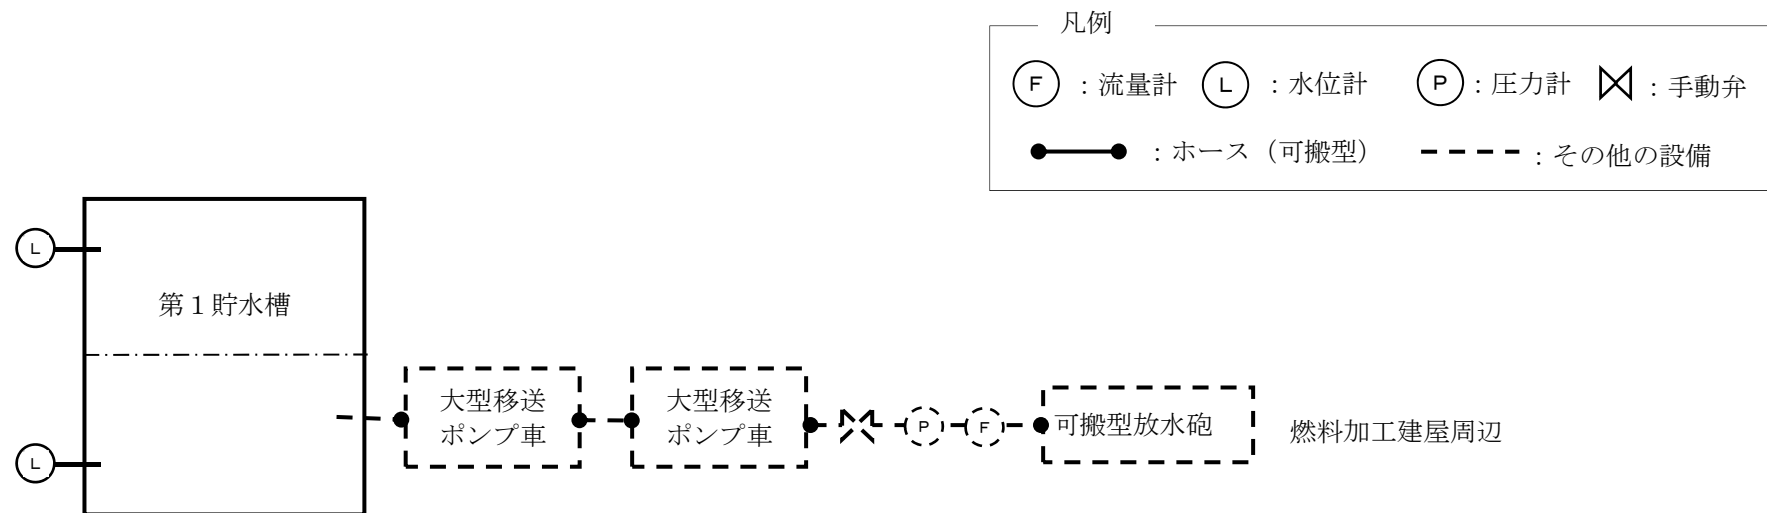 凡例
F ：流量計 L ：水位計 P ：圧力計 ：手動弁
：ホース（可搬型） ：その他の設備
L
第１貯水槽
大型移送
ポンプ車
大型移送
ポンプ車
P
F
可搬型放水砲
燃料加工建屋周辺
L